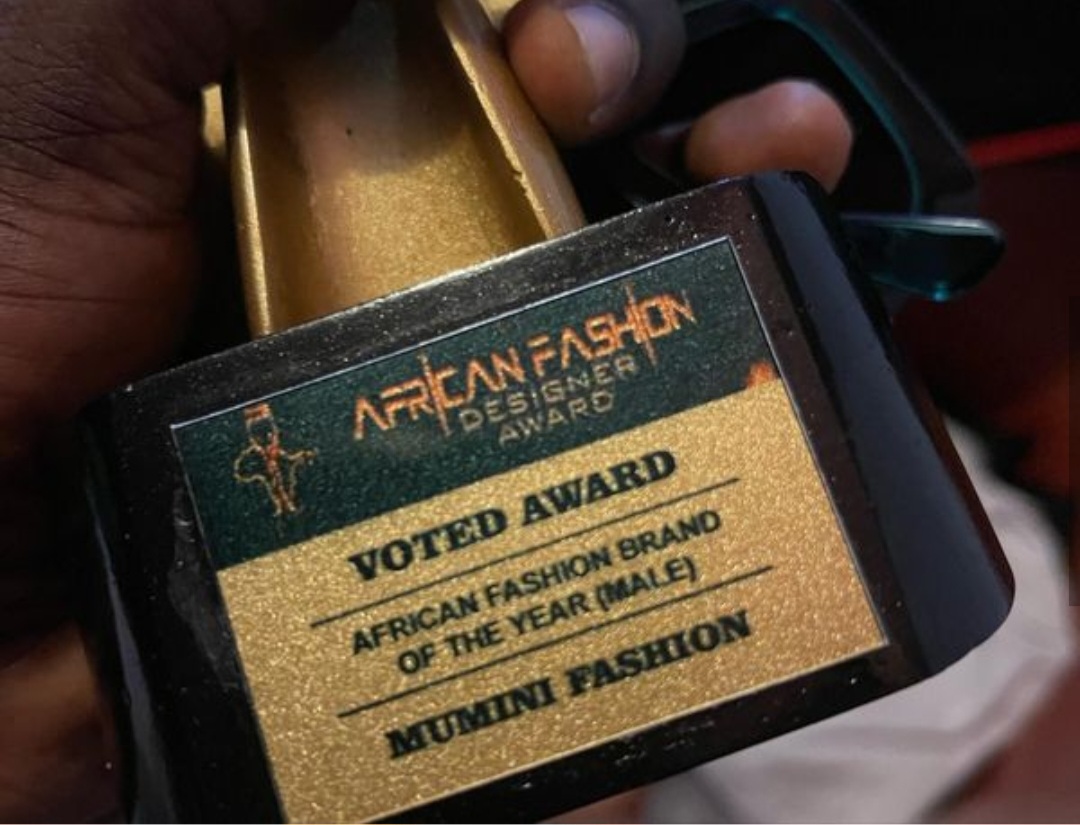 AFRICAN FASHION
DESIGNER
AWARD
VOTED AWARD
AFRICAN FASHION BRAND
OF THE YEAR (MALE)
MUMINI FASHION